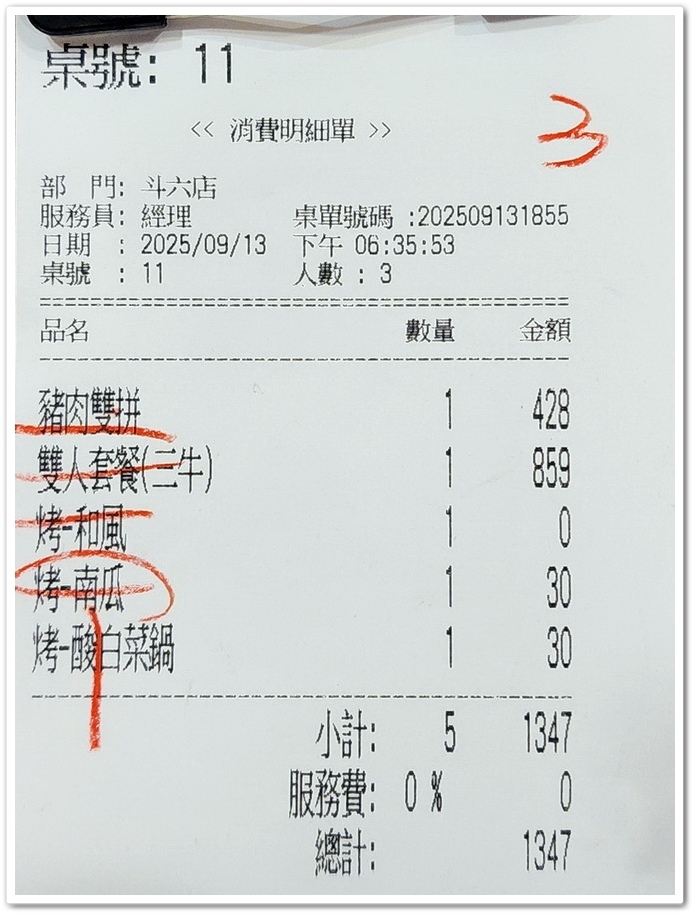 桌號: 11
3
<< 消費明細單 >>
部 門: 斗六店
服務員: 經理 桌單號碼 :202509131855
日期 : 2025/09/13 下午 06:35:53
桌號 : 11 人數 : 3
品名 數量 金額
豬肉雙拼 1 428
雙人套餐(三牛) 1 859
烤-和風 1 0
烤-南瓜 1 30
烤-酸白菜鍋 1 30
小計: 5 1347
服務費: 0 % 0
總計: 1347